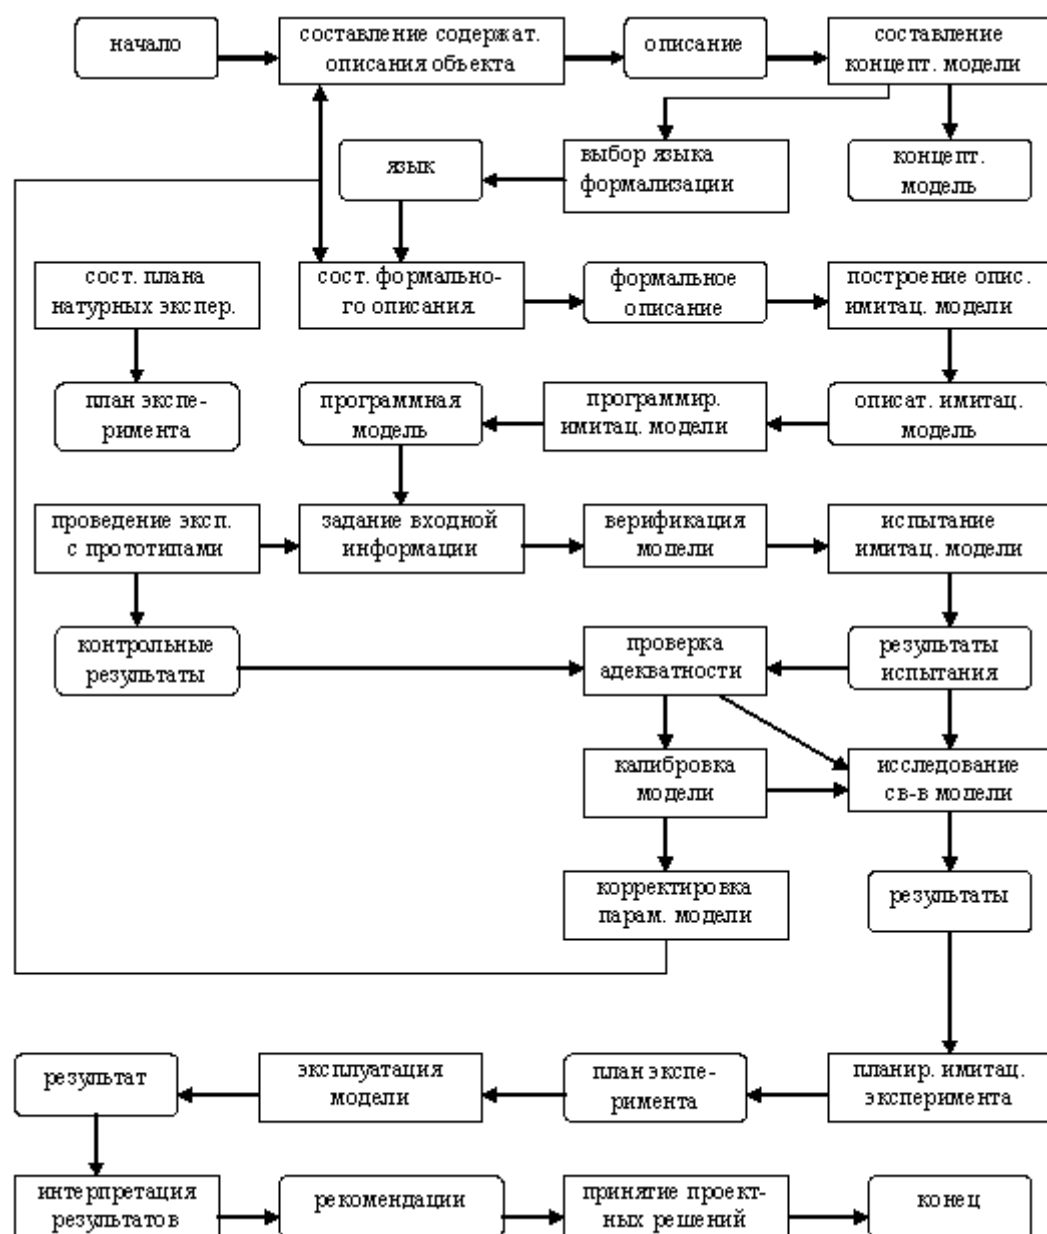 начало
составление содержат.
описания объекта
описание
составление
концепт. модели
язык
выбор языка
формализации
концепт.
модель
сост. плана
натурных экспер.
сост. формально-
го описания
формальное
описание
построение опис.
имитац. модели
план экспе-
римента
программная
модель
программир.
имитац. модели
описат. имитац.
модель
проведение эксп.
с прототипами
задание входной
информации
верификация
модели
испытание
имитац. модели
контрольные
результаты
проверка
адекватности
результаты
испытания
калибровка
модели
исследование
св-в модели
корректировка
парам. модели
результаты
результат
эксплуатация
модели
план экспе-
римента
планир. имитац.
эксперимента
интерпретация
результатов
рекомендации
принятие проект-
ных решений
конец